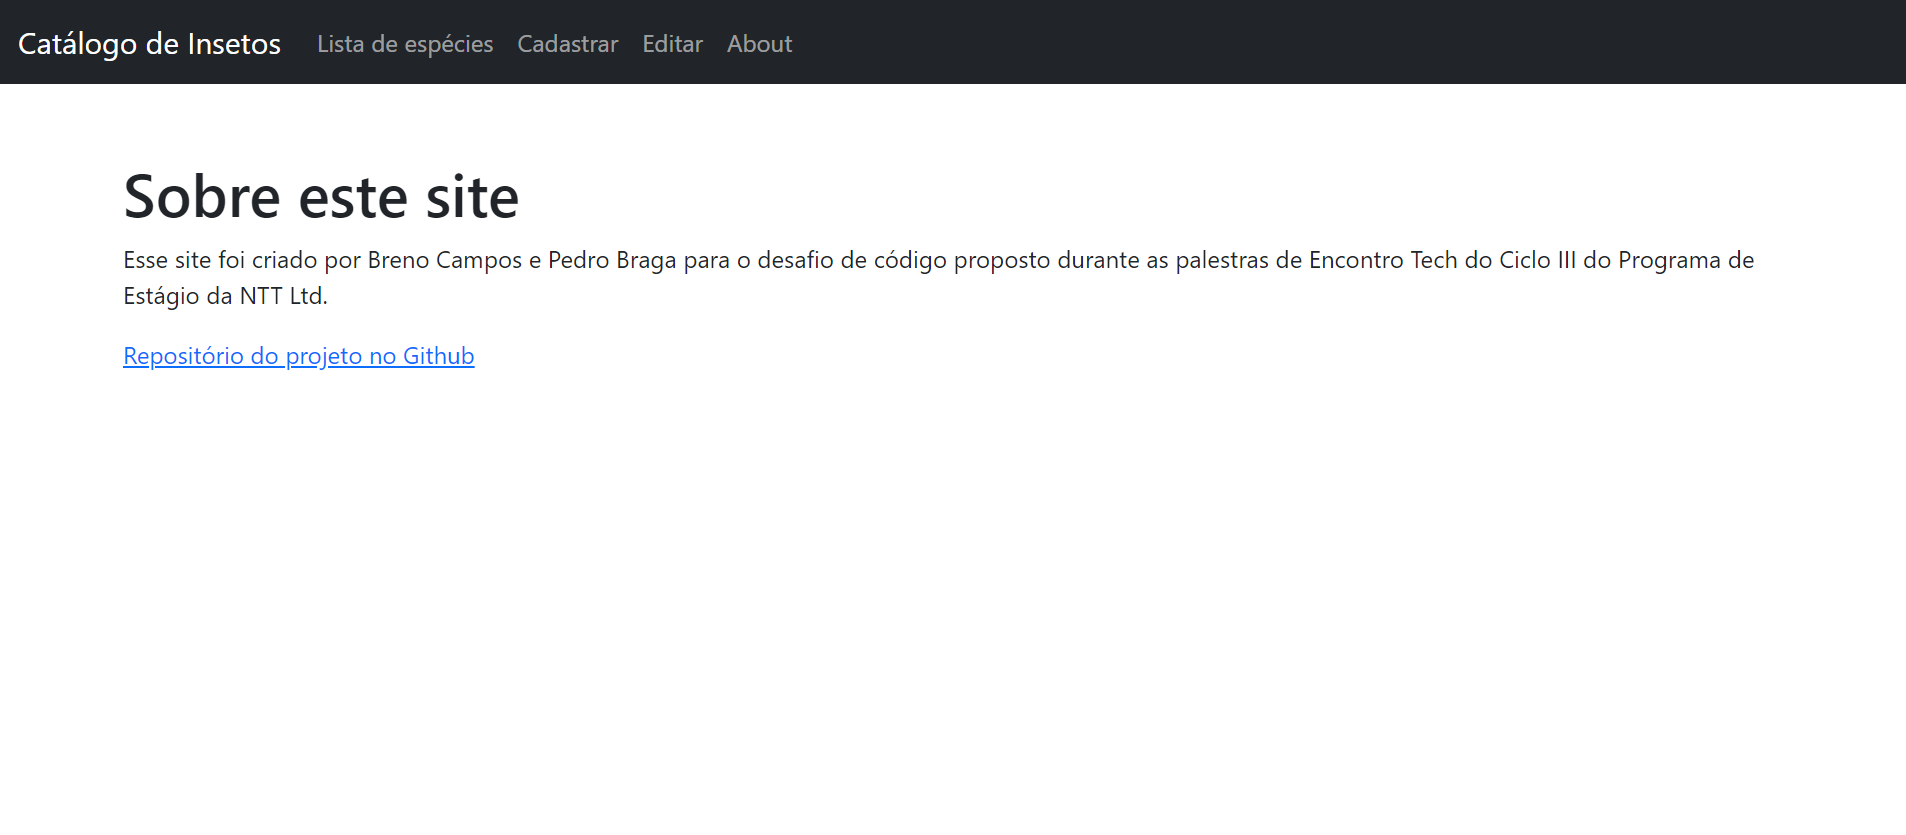 Catálogo de Insetos Lista de espécies Cadastrar Editar About
Sobre este site
Esse site foi criado por Breno Campos e Pedro Braga para o desafio de código proposto durante as palestras de Encontro Tech do Ciclo III do Programa de
Estágio da NTT Ltd.
Repositório do projeto no Github